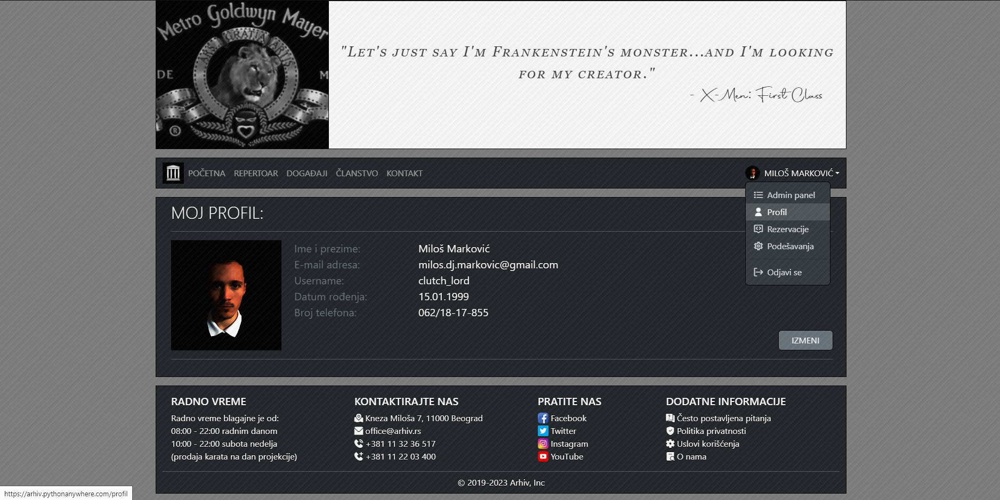 Metro Goldwyn Mayer
ARS GRATIA ARTIS
DE M
®
"LET'S JUST SAY I'M FRANKENSTEIN'S MONSTER...AND I'M LOOKING
FOR MY CREATOR."
- X-Men: First Class
POČETNA REPERTOAR DOGAĐAJI ČLANSTVO KONTAKT
MILOŠ MARKOVIĆ
Admin panel
Profil
Rezervacije
Podešavanja
Odjavi se
MOJ PROFIL:
Ime i prezime: Miloš Marković
E-mail adresa: milos.dj.markovic@gmail.com
Username: clutch_lord
Datum rođenja: 15.01.1999
Broj telefona: 062/18-17-855
IZMENI
RADNO VREME
Radno vreme blagajne je od:
08:00 - 22:00 radnim danom
10:00 - 22:00 subota nedelja
(prodaja karata na dan projekcije)
KONTAKTIRAJTE NAS
Kneza Miloša 7, 11000 Beograd
office@arhiv.rs
+381 11 32 36 517
+381 11 22 03 400
PRATITE NAS
Facebook
Twitter
Instagram
YouTube
DODATNE INFORMACIJE
Često postavljena pitanja
Politika privatnosti
Uslovi korišćenja
O nama
© 2019-2023 Arhiv, Inc
https://arhiv.pythonanywhere.com/profil